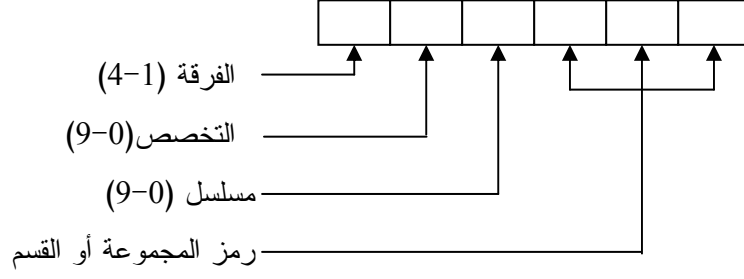 الفرقة (1-4)
التخصص(0-9)
مسلسل (0-9)
رمز المجموعة أو القسم